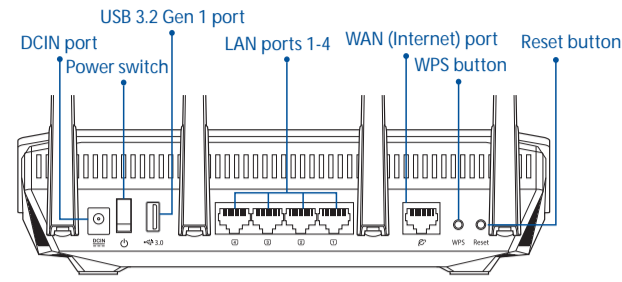 USB 3.2 Gen 1 port
DCIN port
LAN ports 1-4
WAN (Internet) port
Reset button
Power switch
WPS button
DCIN
3.0
4
3
2
1
WPS
Reset